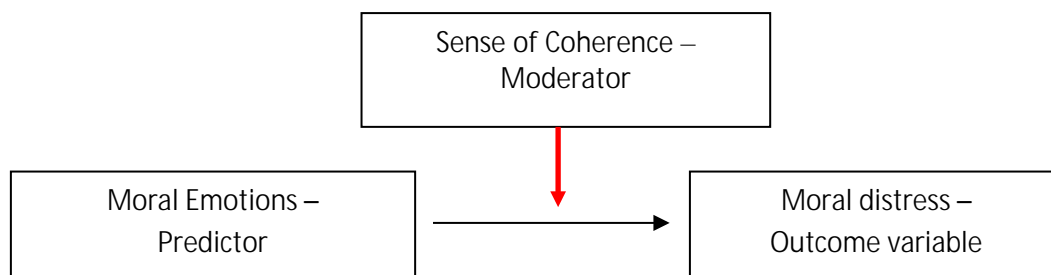 Sense of Coherence –
Moderator
Moral Emotions –
Predictor
Moral distress –
Outcome variable